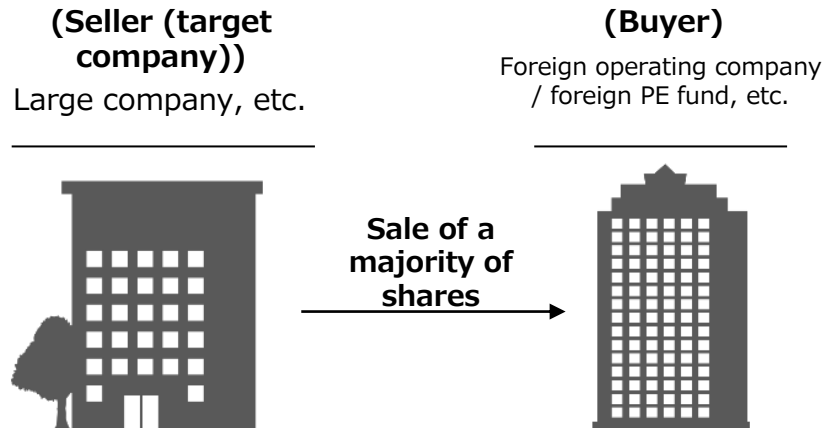 (Seller (target
company))
Large company, etc.
(Buyer)
Foreign operating company
/ foreign PE fund, etc.
Sale of a
majority of
shares